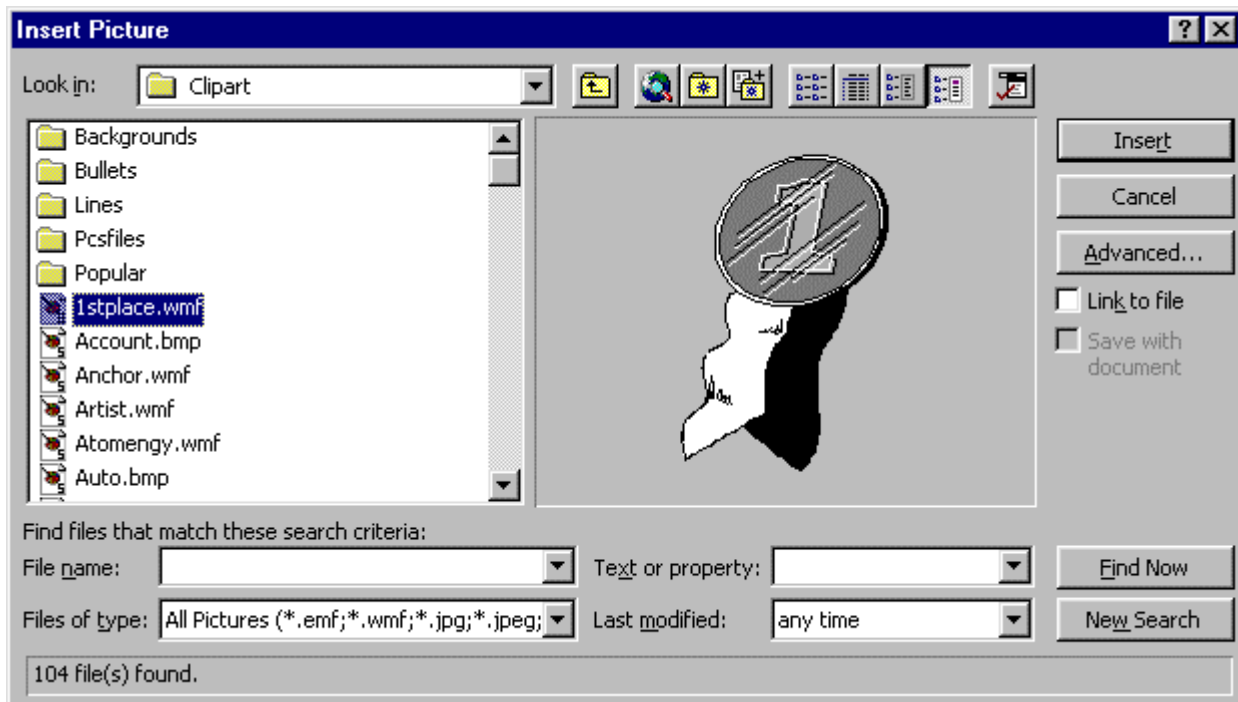 Insert Picture
Look in: Clipart
Backgrounds
Bullets
Lines
Pcsfiles
Popular
1stplace.wmf
Account.bmp
Anchor.wmf
Artist.wmf
Atomengy.wmf
Auto.bmp
1
Insert
Cancel
Advanced...
Link to file
Save with
document
Find files that match these search criteria:
File name: Text or property: Find Now
Files of type: All Pictures (*.emf;*.wmf;*.jpg;*.jpeg; Last modified: any time New Search
104 file(s) found.